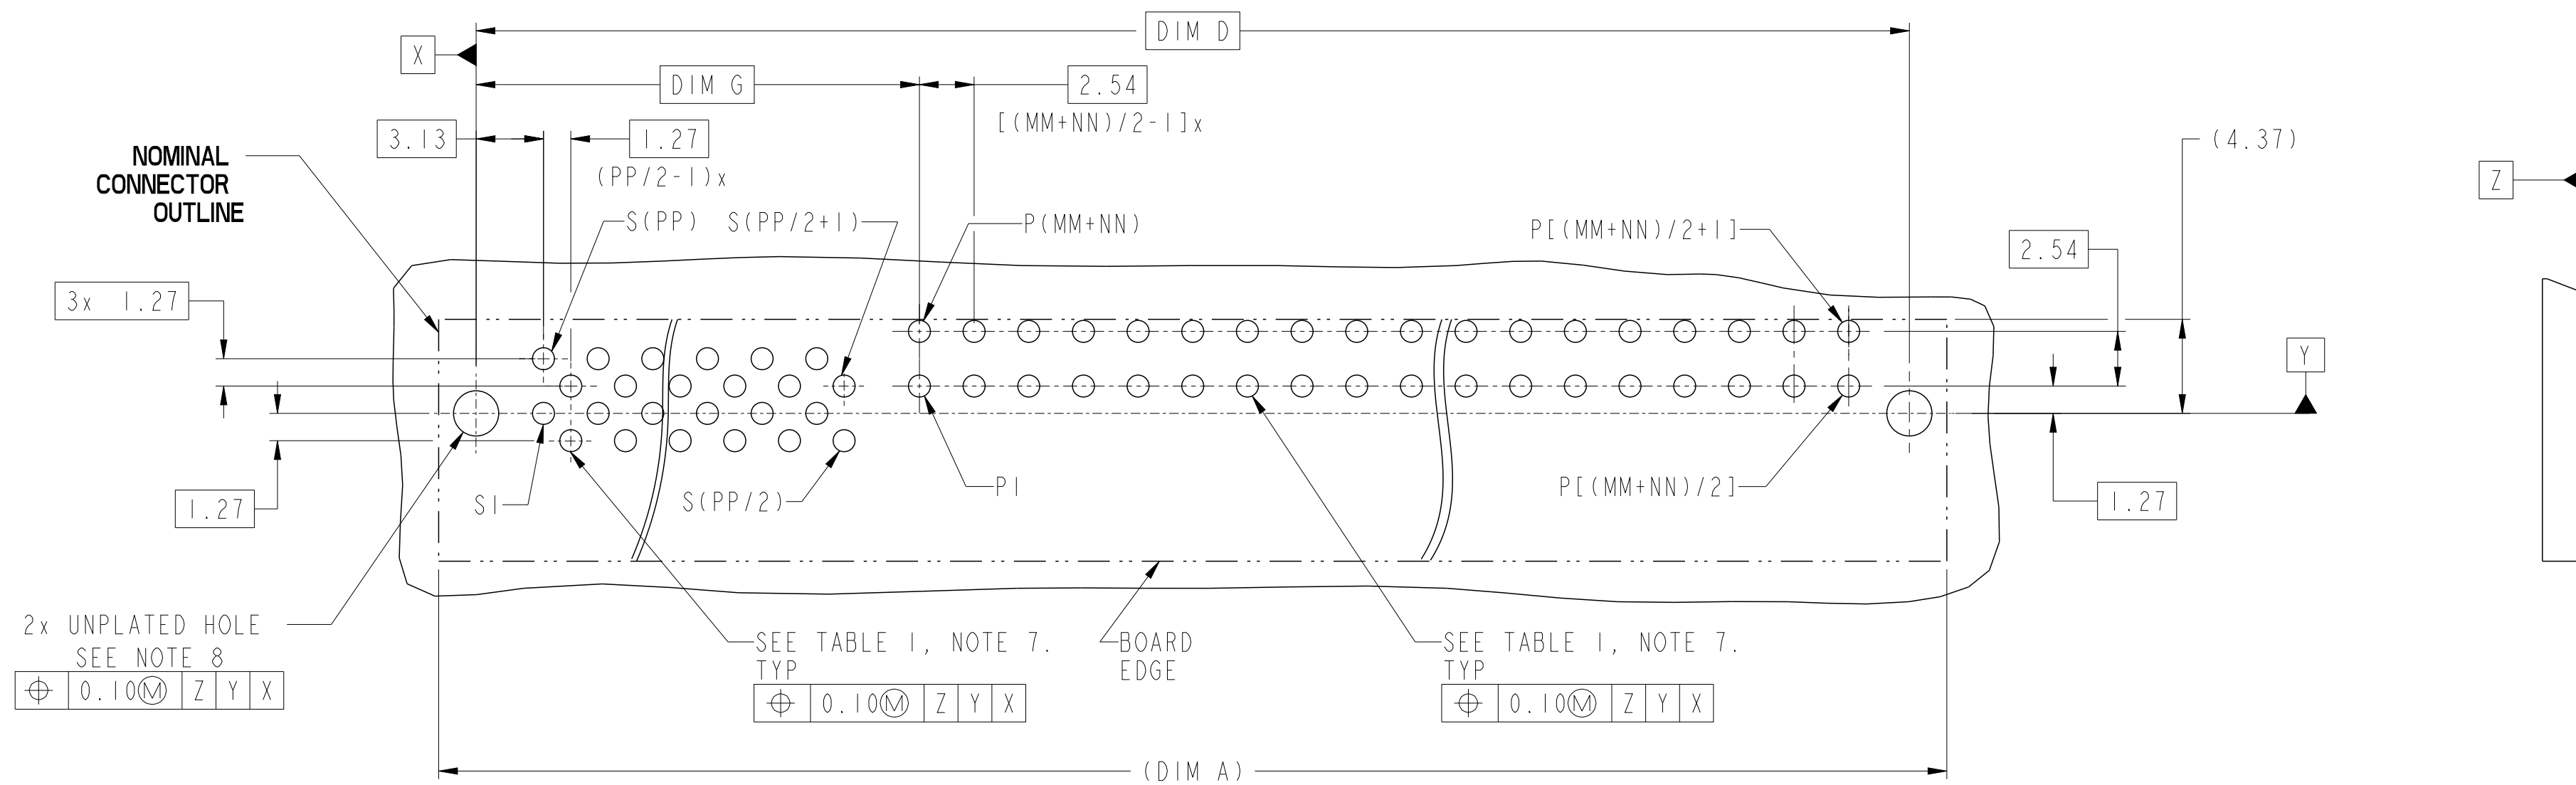 DIM D
X
DIM G
2.54
[(MM+NN)/2-1]x
3.13
1.27
(PP/2-1)x
(4.37)
NOMINAL
CONNECTOR
OUTLINE
Z
S(PP)
S(PP/2+1)
P(MM+NN)
P[(MM+NN)/2+1]
2.54
3x 1.27
Y
S1
S(PP/2)
P1
P[(MM+NN)/2]
1.27
1.27
2x UNPLATED HOLE
SEE NOTE 8
⌖ 0.10Ⓜ Z Y X
SEE TABLE 1, NOTE 7.
TYP
⌖ 0.10Ⓜ Z Y X
BOARD
EDGE
SEE TABLE 1, NOTE 7.
TYP
⌖ 0.10Ⓜ Z Y X
(DIM A)